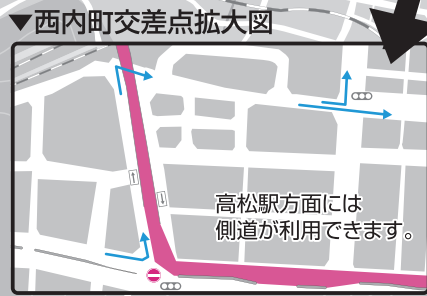 ▼西内町交差点拡大図
高松駅方面には
側道が利用できます。